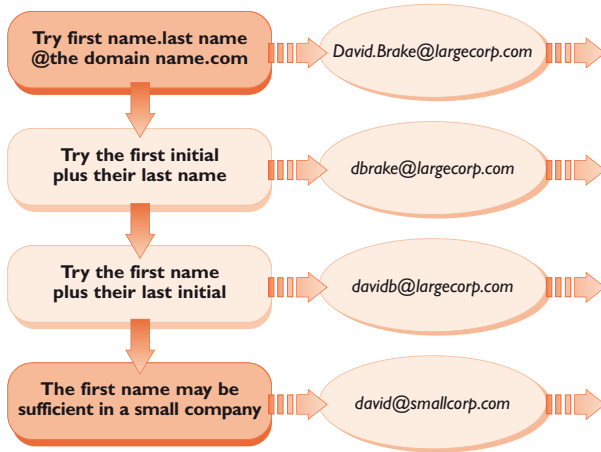 Try first name.last name
@the domain name.com
David.Brake@largecorp.com
Try the first initial
plus their last name
dbrake@largecorp.com
Try the first name
plus their last initial
davidb@largecorp.com
The first name may be
sufficient in a small company
david@smallcorp.com